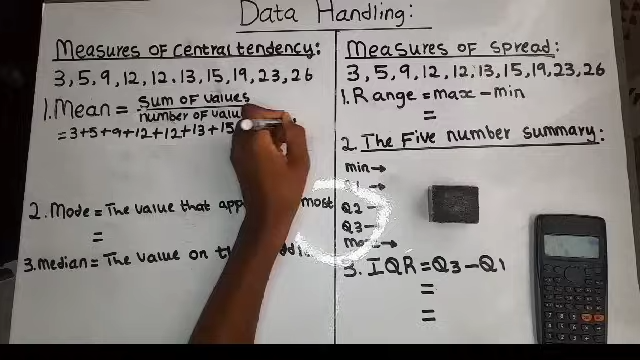 Data Handling:
Measures of central tendency:
3, 5, 9, 12, 12, 13, 15, 19, 23, 26
1. Mean = sum of values
number of
= 3+5+9+12+12+13+15
2. Mode = The value that most
=
3. median = The value on
Measures of spread:
3, 5, 9, 12, 12, 13, 15, 19, 23, 26
1. Range = max - min
=
2. The Five number summary:
min →
→
Q2 -
Q3 -
→
3. IQR = Q3 - Q1
=
=